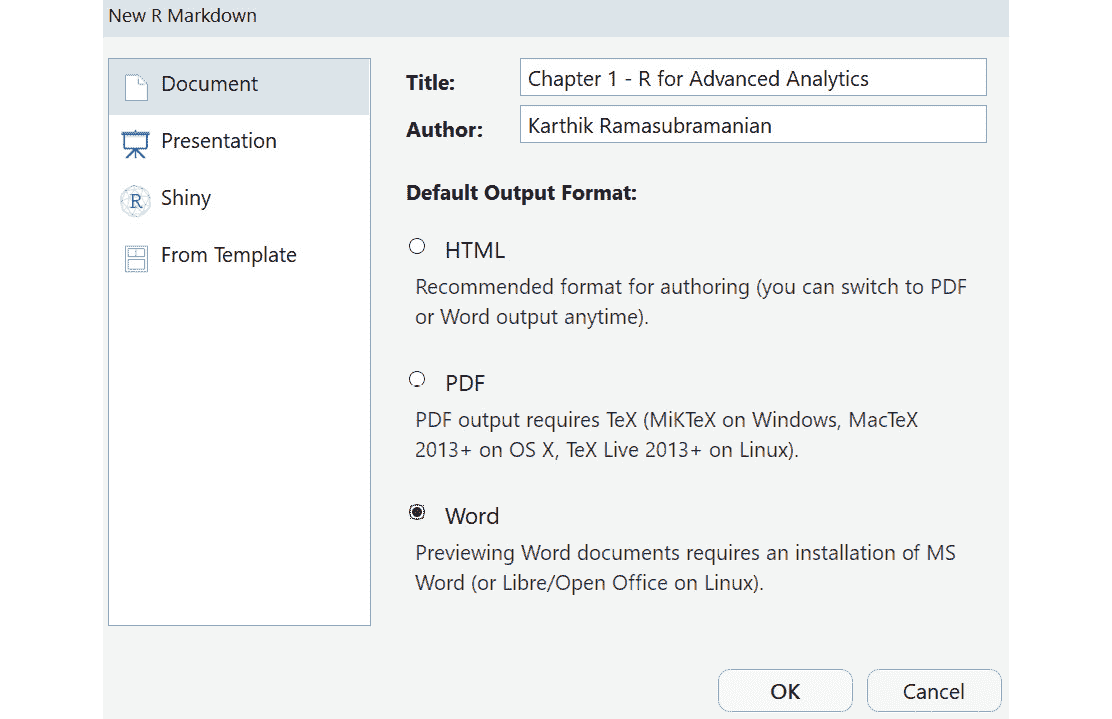 New R Markdown
Document
Presentation
R Shiny
From Template
Title: Chapter 1 - R for Advanced Analytics
Author: Karthik Ramasubramanian
Default Output Format:
HTML
Recommended format for authoring (you can switch to PDF
or Word output anytime).
PDF
PDF output requires TeX (MiKTeX on Windows, MacTeX
2013+ on OS X, TeX Live 2013+ on Linux).
Word
Previewing Word documents requires an installation of MS
Word (or Libre/Open Office on Linux).
OK Cancel